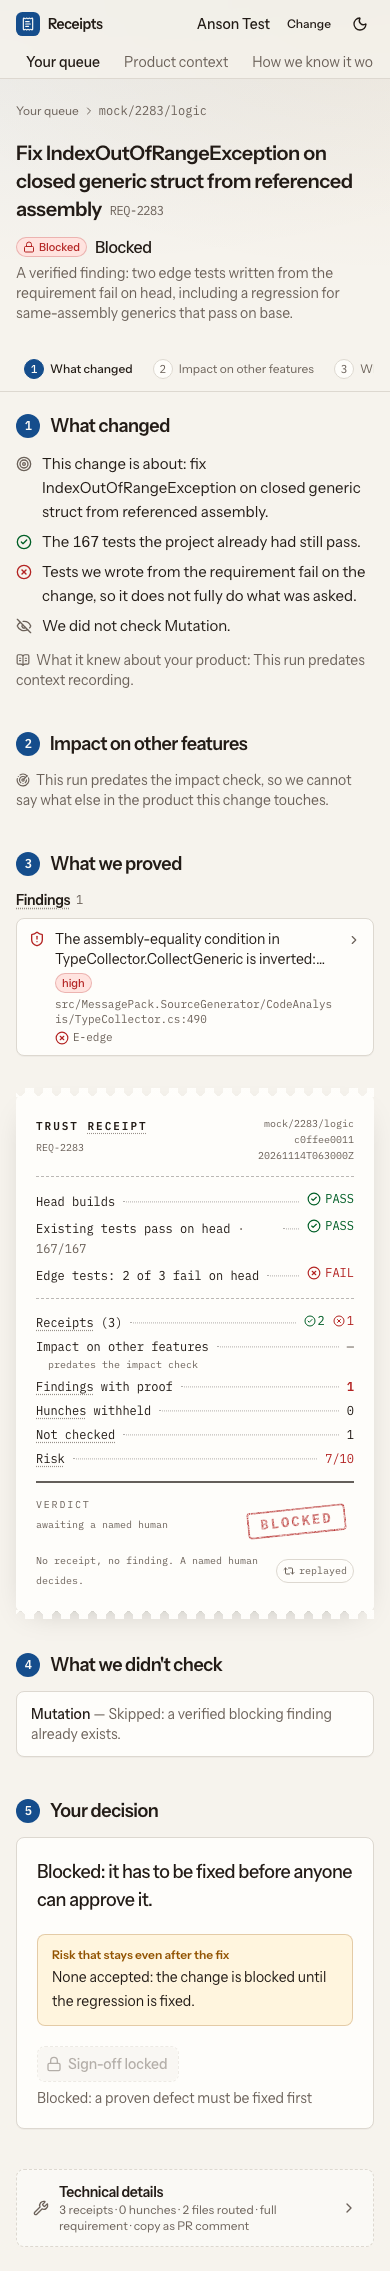 Receipts
Anson Test
Change
Your queue
Product context
How we know it wo
Your queue > mock/2283/logic
Fix IndexOutOfRangeException on
closed generic struct from referenced
assembly REQ-2283
Blocked Blocked
A verified finding: two edge tests written from the
requirement fail on head, including a regression for
same-assembly generics that pass on base.
1 What changed 2 Impact on other features 3 W
1 What changed
This change is about: fix
IndexOutOfRangeException on closed generic
struct from referenced assembly.
The 167 tests the project already had still pass.
Tests we wrote from the requirement fail on the
change, so it does not fully do what was asked.
We did not check Mutation.
What it knew about your product: This run predates
context recording.
2 Impact on other features
This run predates the impact check, so we cannot
say what else in the product this change touches.
3 What we proved
Findings 1
The assembly-equality condition in
TypeCollector.CollectGeneric is inverted:...
high
src/MessagePack.SourceGenerator/CodeAnalys
is/TypeCollector.cs:490
E-edge
TRUST RECEIPT
REQ-2283
mock/2283/logic
c0ffee0011
20261114T063000Z
Head builds PASS
Existing tests pass on head · PASS
167/167
Edge tests: 2 of 3 fail on head FAIL
Receipts (3) 2 1
Impact on other features —
predates the impact check
Findings with proof 1
Hunches withheld 0
Not checked 1
Risk 7/10
VERDICT
awaiting a named human
BLOCKED
No receipt, no finding. A named human
decides.
replayed
4 What we didn't check
Mutation — Skipped: a verified blocking finding
already exists.
5 Your decision
Blocked: it has to be fixed before anyone
can approve it.
Risk that stays even after the fix
None accepted: the change is blocked until
the regression is fixed.
Sign-off locked
Blocked: a proven defect must be fixed first
Technical details
3 receipts · 0 hunches · 2 files routed · full
requirement · copy as PR comment